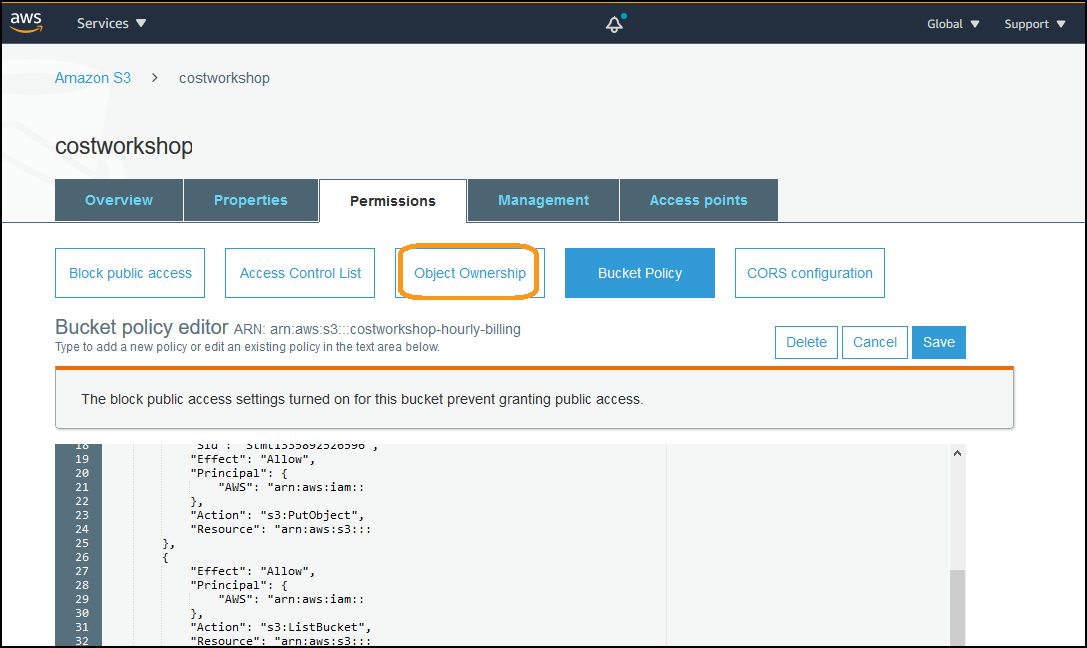 aws Services Global Support
Amazon S3 > costworkshop
costworkshop
Overview Properties Permissions Management Access points
Block public access Access Control List Object Ownership Bucket Policy CORS configuration
Bucket policy editor ARN: arn:aws:s3:::costworkshop-hourly-billing
Type to add a new policy or edit an existing policy in the text area below.
Delete Cancel Save
The block public access settings turned on for this bucket prevent granting public access.
18 "Sid": "Stmt1335892526596",
19 "Effect": "Allow",
20 "Principal": {
21 "AWS": "arn:aws:iam::
22 },
23 "Action": "s3:PutObject",
24 "Resource": "arn:aws:s3:::
25 },
26 {
27 "Effect": "Allow",
28 "Principal": {
29 "AWS": "arn:aws:iam::
30 },
31 "Action": "s3:ListBucket",
32 "Resource": "arn:aws:s3:::